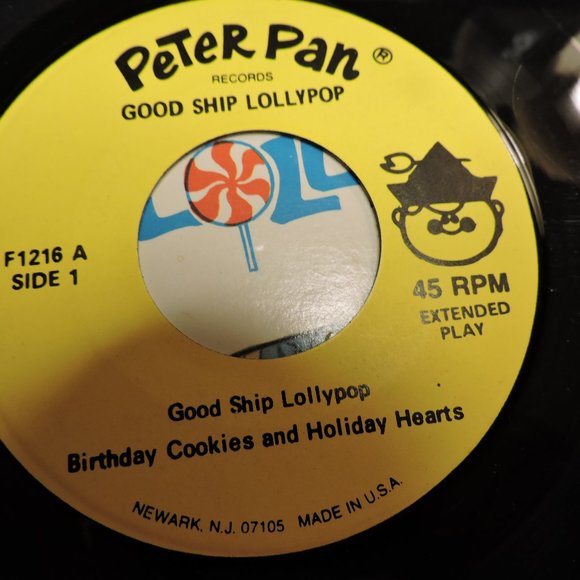 PETER PAN ®
RECORDS
GOOD SHIP LOLLYPOP
LOLL
F1216 A
SIDE 1
45 RPM
EXTENDED
PLAY
Good Ship Lollypop
Birthday Cookies and Holiday Hearts
NEWARK, N.J. 07105 MADE IN U.S.A.